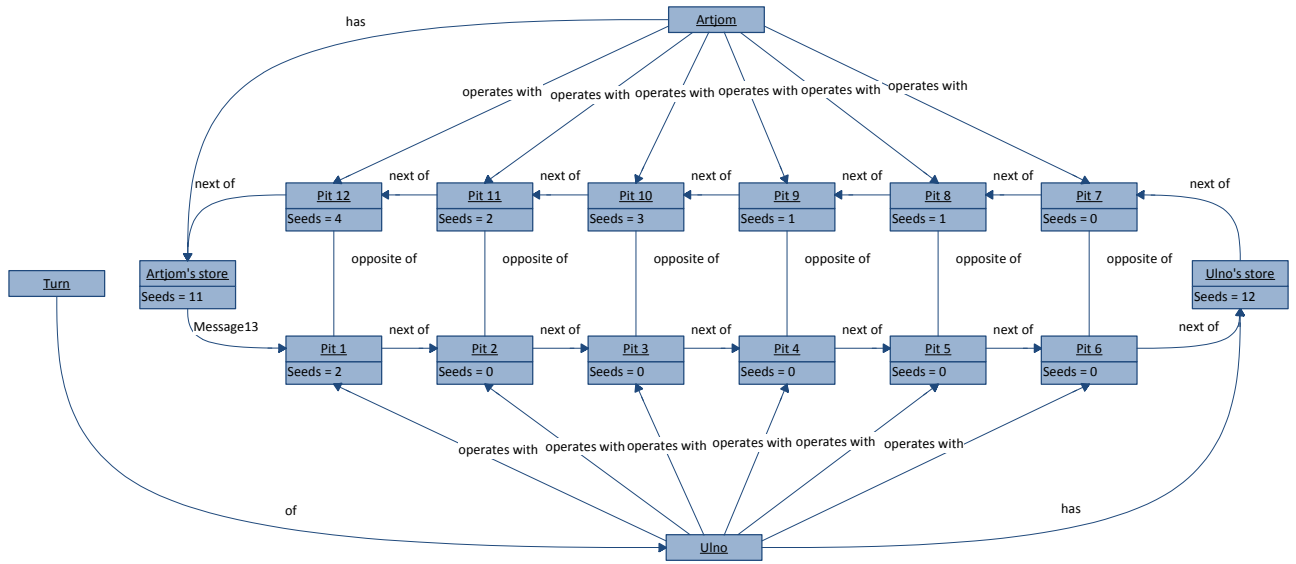 Artjom
has
operates with
operates with
operates with
operates with
operates with
operates with
next of
next of
next of
next of
next of
next of
next of
Pit 12
Seeds = 4
Pit 11
Seeds = 2
Pit 10
Seeds = 3
Pit 9
Seeds = 1
Pit 8
Seeds = 1
Pit 7
Seeds = 0
opposite of
opposite of
opposite of
opposite of
opposite of
opposite of
Turn
Artjom's store
Seeds = 11
Ulno's store
Seeds = 12
Message13
next of
next of
next of
next of
next of
next of
Pit 1
Seeds = 2
Pit 2
Seeds = 0
Pit 3
Seeds = 0
Pit 4
Seeds = 0
Pit 5
Seeds = 0
Pit 6
Seeds = 0
operates with
operates with
operates with
operates with
operates with
operates with
of
has
Ulno